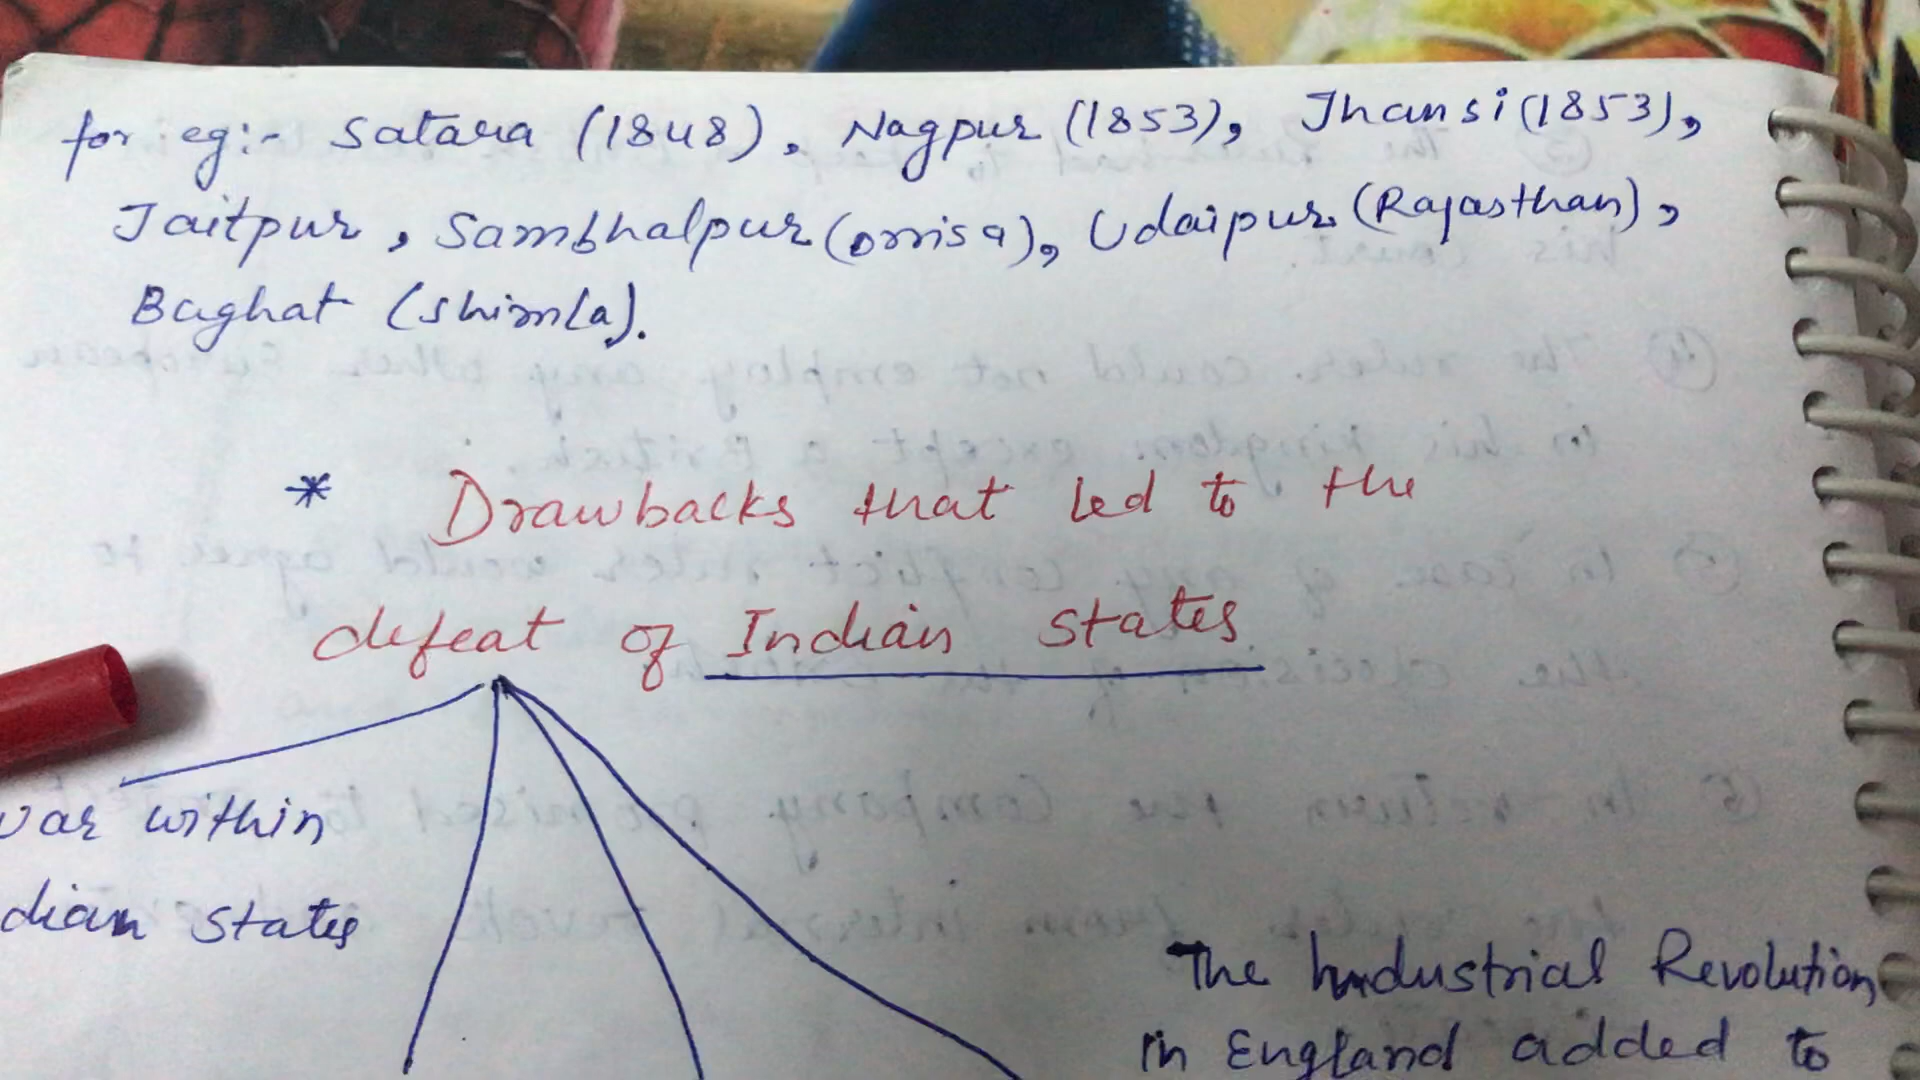 for eg:- Satara (1848), Nagpur (1853), Jhansi (1853),
Jaitpur, Sambhalpur (orrisa), Udaipur (Rajasthan),
Baghat (Shimla).
* Drawbacks that led to the
defeat of Indian States
war within
dian States
The Industrial Revolution
in England added to